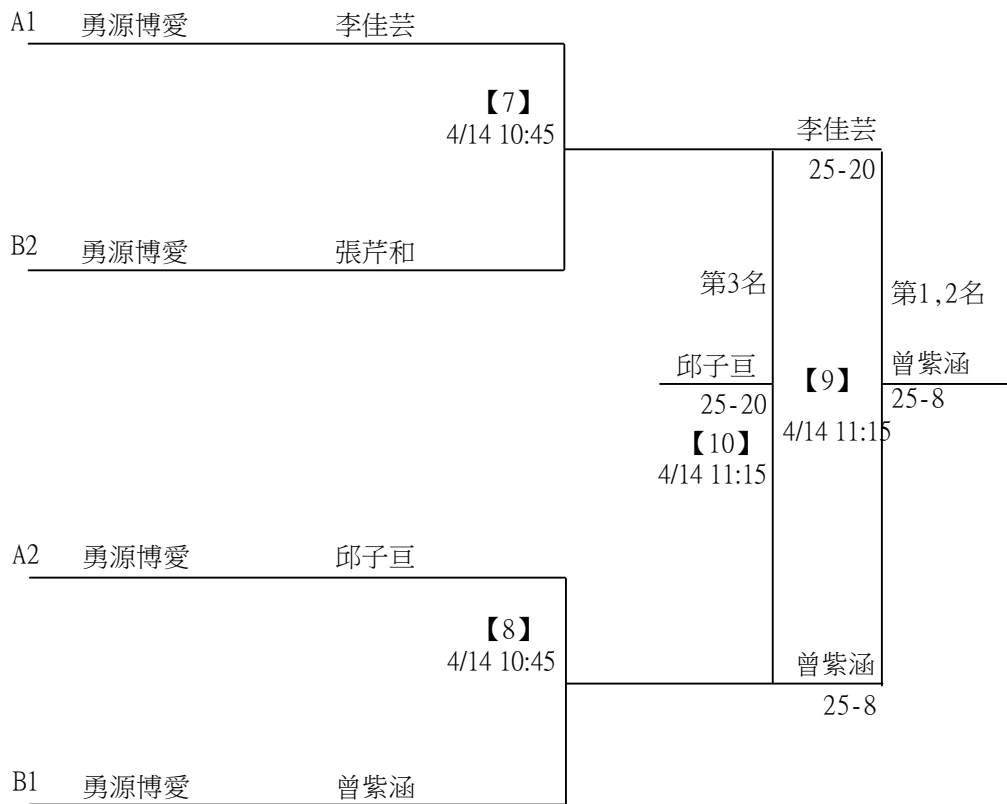 A1 勇源博愛 李佳芸
【7】
4/14 10:45
李佳芸
25-20
B2 勇源博愛 張芹和
第3名
第1,2名
邱子亘
25-20
【9】
4/14 11:15
曾紫涵
25-8
【10】
4/14 11:15
A2 勇源博愛 邱子亘
【8】
4/14 10:45
曾紫涵
25-8
B1 勇源博愛 曾紫涵